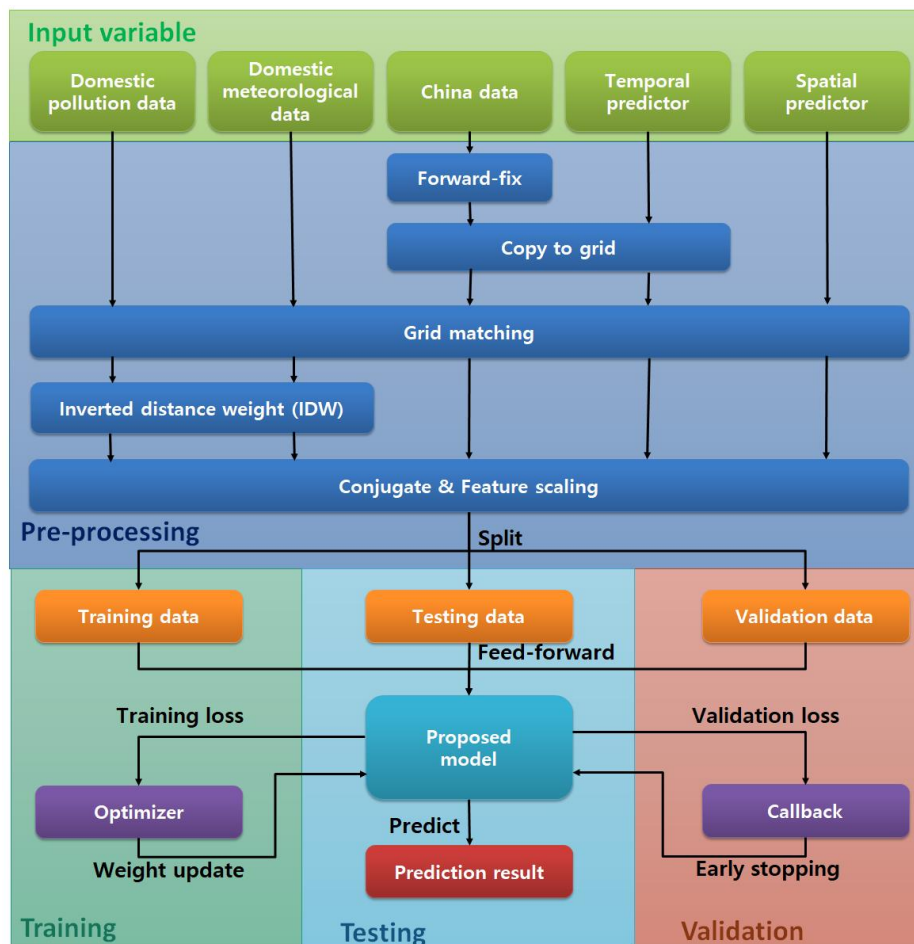 Input variable
Domestic
pollution data
Domestic
meteorological
data
China data
Temporal
predictor
Spatial
predictor
Forward-fix
Copy to grid
Grid matching
Inverted distance weight (IDW)
Conjugate & Feature scaling
Pre-processing
Split
Training data
Testing data
Validation data
Feed-forward
Training loss
Proposed
model
Validation loss
Optimizer
Callback
Predict
Weight update
Prediction result
Early stopping
Training
Testing
Validation